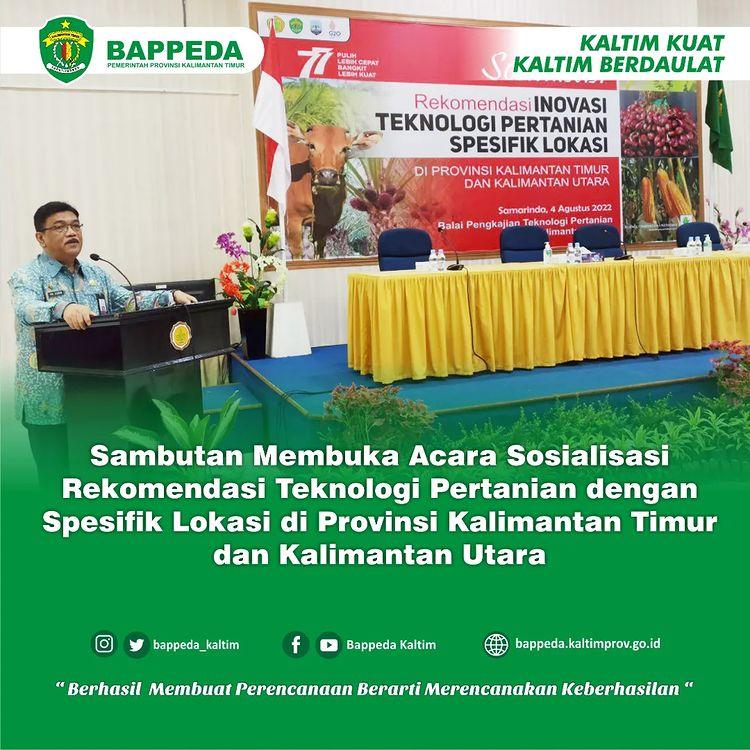 BAPPEDA
PEMERINTAH PROVINSI KALIMANTAN TIMUR
KALTIM KUAT
KALTIM BERDAULAT
G20
77
PULIH
LEBIH CEPAT
BANGKIT
LEBIH KUAT
Rekomendasi INOVASI
TEKNOLOGI PERTANIAN
SPESIFIK LOKASI
DI PROVINSI KALIMANTAN TIMUR
DAN KALIMANTAN UTARA
Samarinda, 4 Agustus 2022
Balai Pengkajian Teknologi Pertanian
Sambutan Membuka Acara Sosialisasi
Rekomendasi Teknologi Pertanian dengan
Spesifik Lokasi di Provinsi Kalimantan Timur
dan Kalimantan Utara
bappeda_kaltim
Bappeda Kaltim
bappeda.kaltimprov.go.id
“ Berhasil Membuat Perencanaan Berarti Merencanakan Keberhasilan “